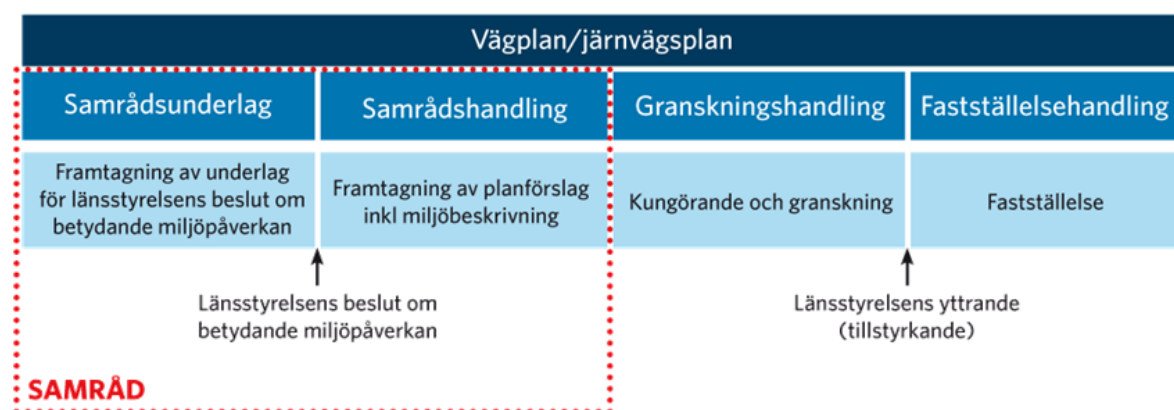 Vägplan/järnvägsplan
Samrådsunderlag
Samrådshandling
Granskningshandling
Fastställelsehandling
Framtagning av underlag
för länsstyrelsens beslut om
betydande miljöpåverkan
Framtagning av planförslag
inkl miljöbeskrivning
Kungörande och granskning
Fastställelse
Länsstyrelsens beslut om
betydande miljöpåverkan
Länsstyrelsens yttrande
(tillstyrkande)
SAMRÅD